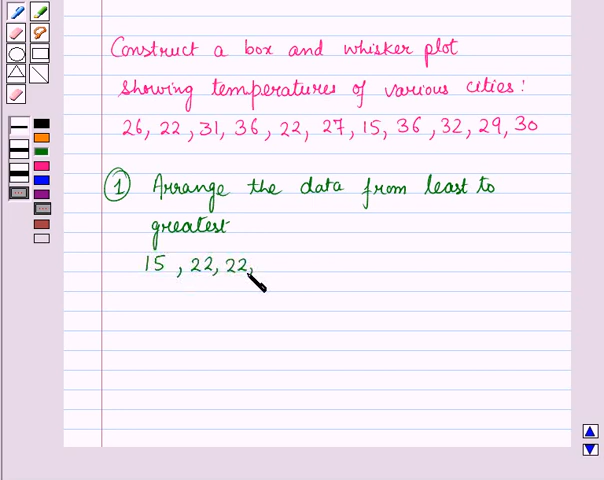 Construct a box and whisker plot
showing temperatures of various cities:
26, 22, 31, 36, 22, 27, 15, 36, 32, 29, 30
1 Arrange the data from least to
greatest
15, 22, 22,